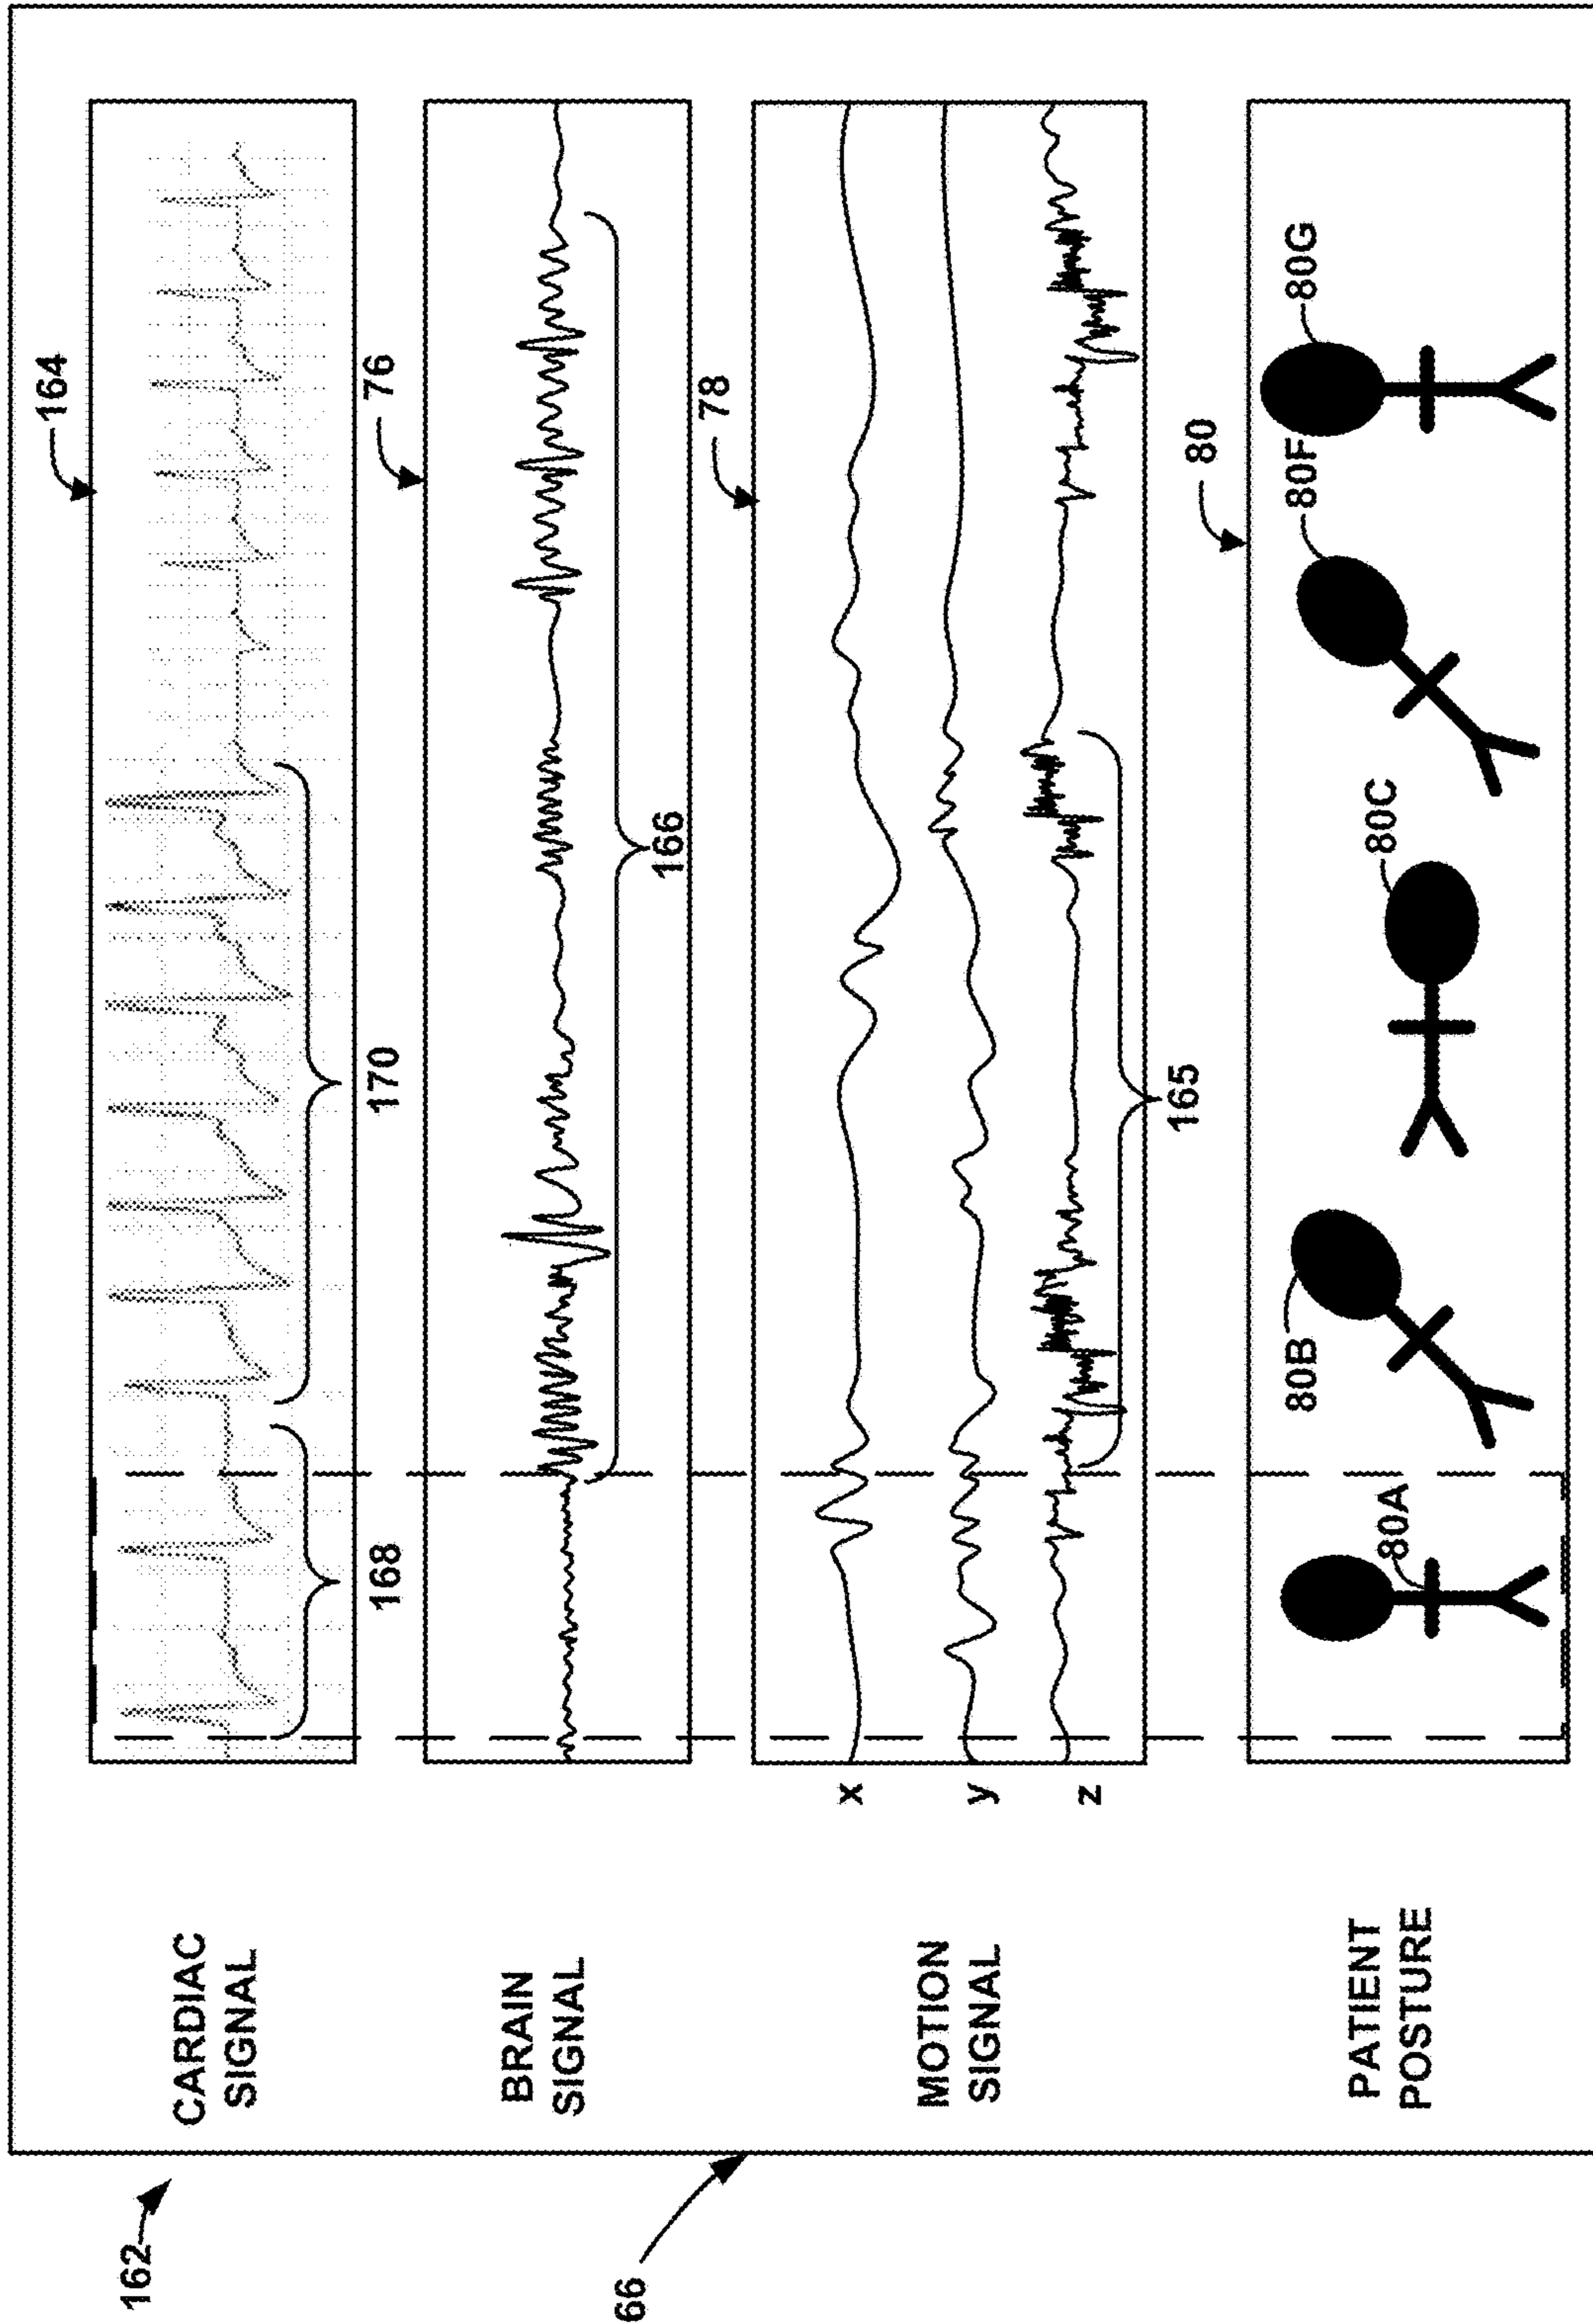 162
66
164
CARDIAC
SIGNAL
168
170
76
BRAIN
SIGNAL
166
78
MOTION
SIGNAL
x
y
z
165
80
PATIENT
POSTURE
80A
80B
80C
80F
80G